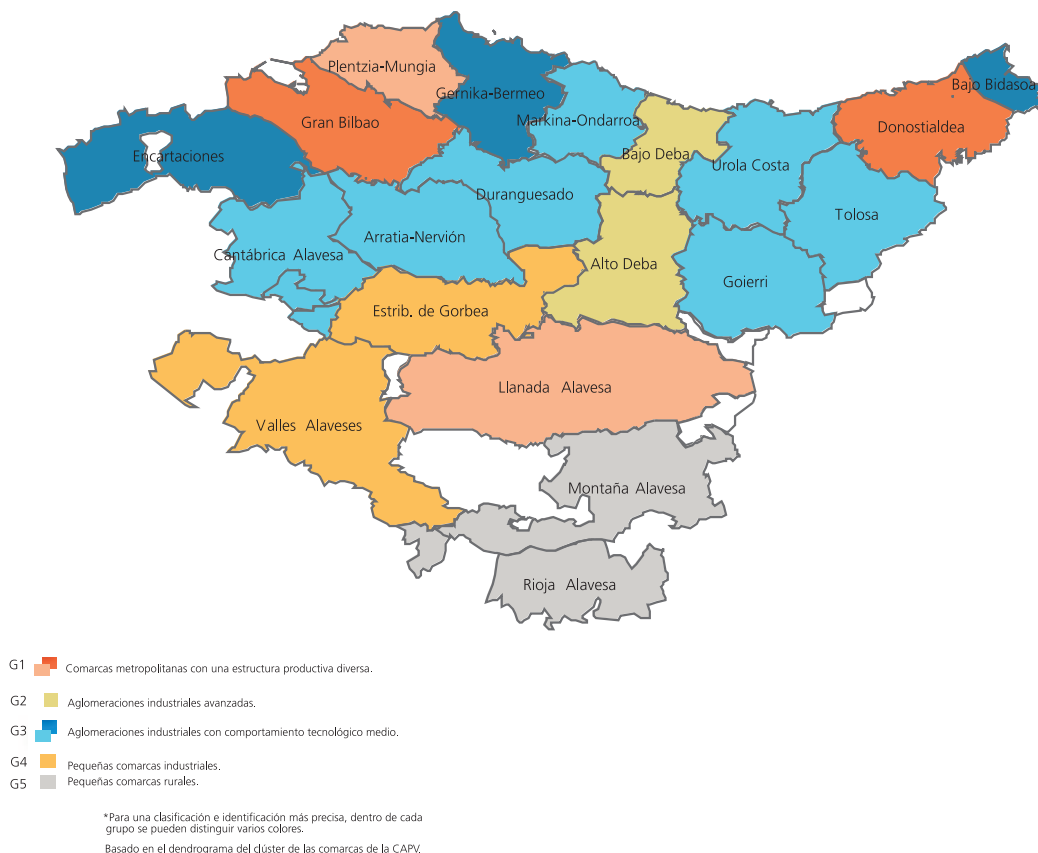 Plentzia-Mungia
Bajo Bidasoa
Gernika-Bermeo
Gran Bilbao
Markina-Ondarroa
Donostialdea
Encartaciones
Bajo Deba
Urola Costa
Duranguesado
Tolosa
Arratia-Nervión
Cantábrica Alavesa
Alto Deba
Goierri
Estrib. de Gorbea
Llanada Alavesa
Valles Alaveses
Montaña Alavesa
Rioja Alavesa
G1 Comarcas metropolitanas con una estructura productiva diversa.
G2 Aglomeraciones industriales avanzadas.
G3 Aglomeraciones industriales con comportamiento tecnológico medio.
G4 Pequeñas comarcas industriales.
G5 Pequeñas comarcas rurales.
*Para una clasificación e identificación más precisa, dentro de cada
grupo se pueden distinguir varios colores.
Basado en el dendrograma del clúster de las comarcas de la CAPV.